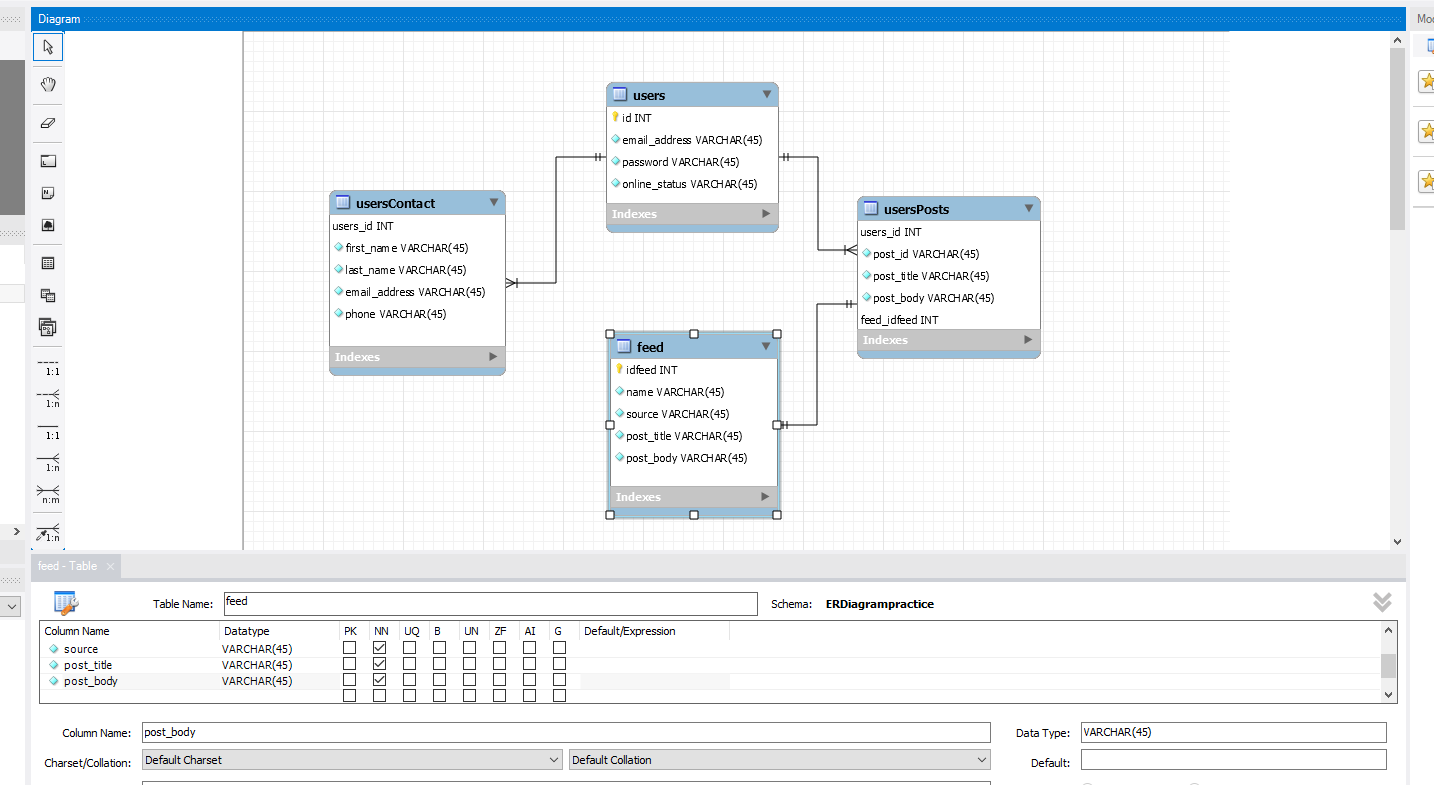 Diagram
Mod
users
id INT
email_address VARCHAR(45)
password VARCHAR(45)
online_status VARCHAR(45)
Indexes
usersContact
users_id INT
first_name VARCHAR(45)
last_name VARCHAR(45)
email_address VARCHAR(45)
phone VARCHAR(45)
Indexes
usersPosts
users_id INT
post_id VARCHAR(45)
post_title VARCHAR(45)
post_body VARCHAR(45)
feed_idfeed INT
Indexes
feed
idfeed INT
name VARCHAR(45)
source VARCHAR(45)
post_title VARCHAR(45)
post_body VARCHAR(45)
Indexes
1:1
1:n
1:1
1:n
n:m
1:n
feed - Table
Table Name: feed Schema: ERDiagrampractice
Column Name Datatype PK NN UQ B UN ZF AI G Default/Expression
source VARCHAR(45)
post_title VARCHAR(45)
post_body VARCHAR(45)
Column Name: post_body Data Type: VARCHAR(45)
Charset/Collation: Default Charset Default Collation Default: